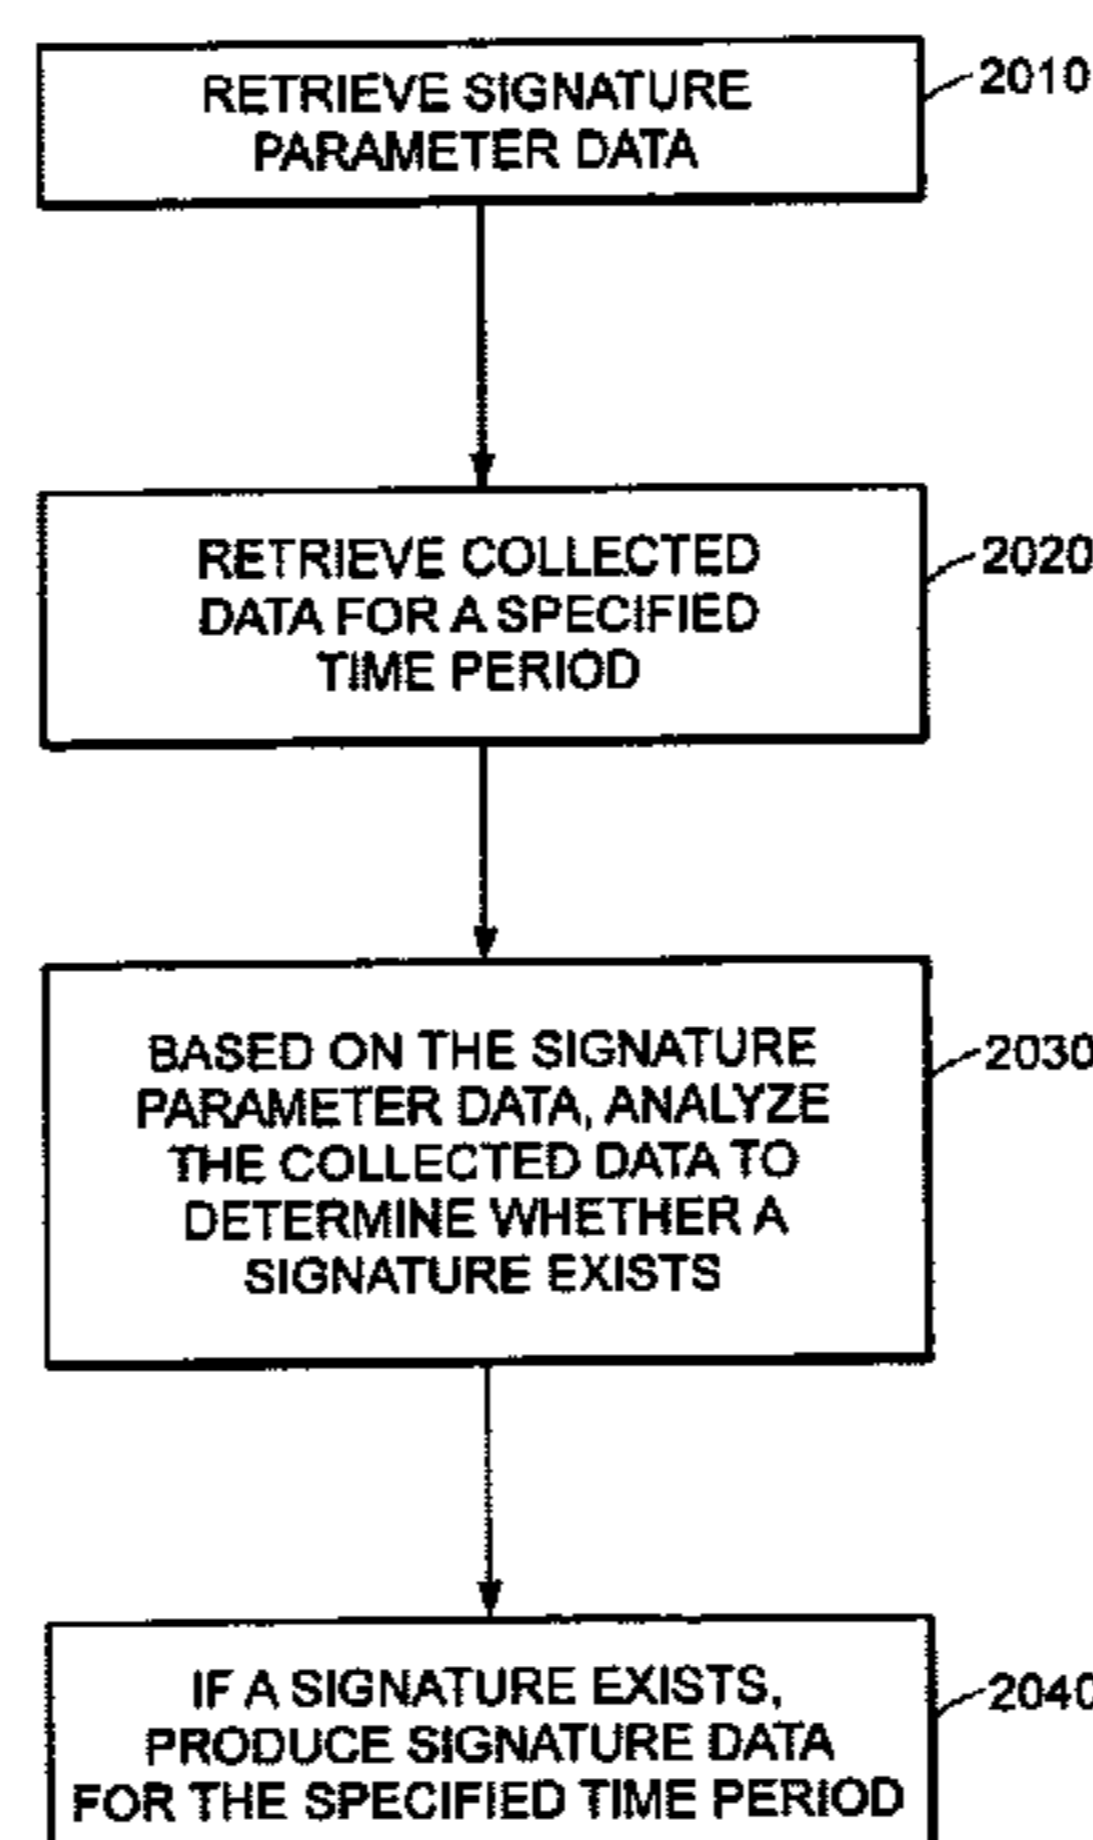 RETRIEVE SIGNATURE
PARAMETER DATA
2010
RETRIEVE COLLECTED
DATA FOR A SPECIFIED
TIME PERIOD
2020
BASED ON THE SIGNATURE
PARAMETER DATA, ANALYZE
THE COLLECTED DATA TO
DETERMINE WHETHER A
SIGNATURE EXISTS
2030
IF A SIGNATURE EXISTS,
PRODUCE SIGNATURE DATA
FOR THE SPECIFIED TIME PERIOD
2040